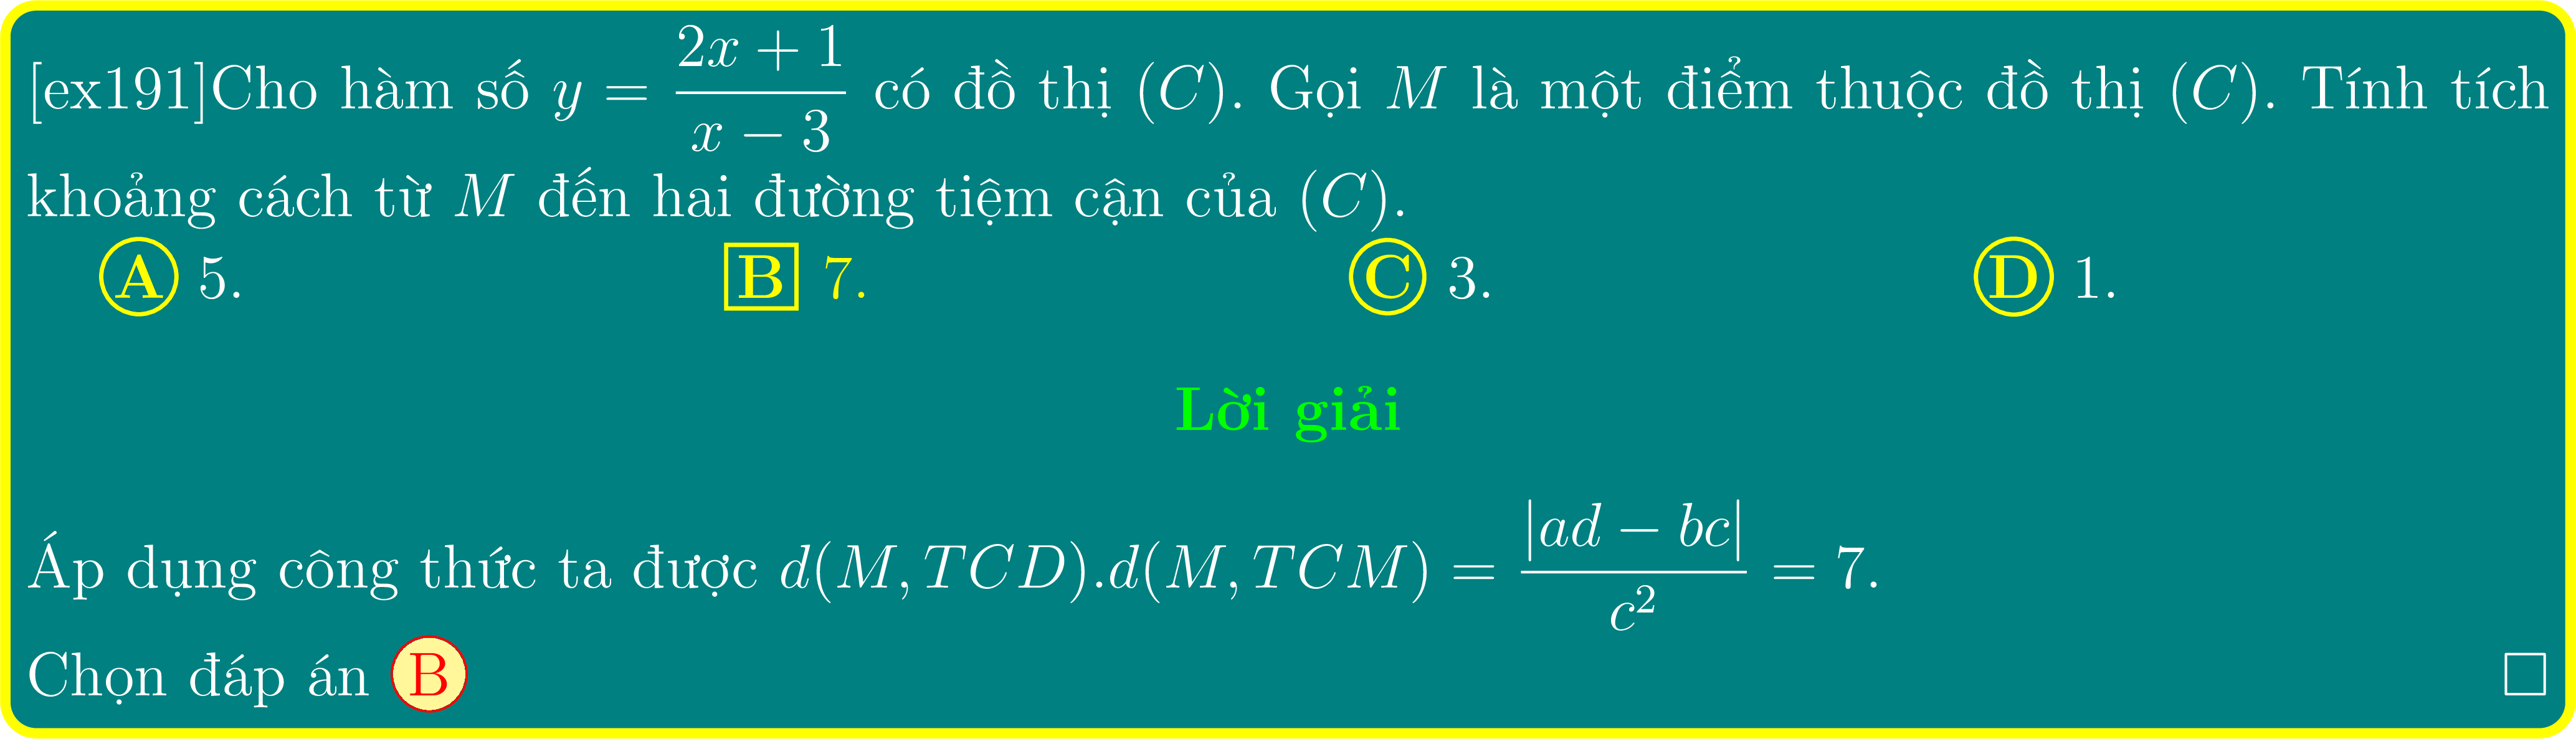 [ex191]Cho hàm số $y = \dfrac{2x+1}{x-3}$ có đồ thị $(C)$. Gọi $M$ là một điểm thuộc đồ thị $(C)$. Tính tích
khoảng cách từ $M$ đến hai đường tiệm cận của $(C)$.
A 5. B 7. C 3. D 1.
Lời giải
Áp dụng công thức ta được $d(M,TCD).d(M,TCM) = \dfrac{|ad-bc|}{c^2} = 7$.
Chọn đáp án B □